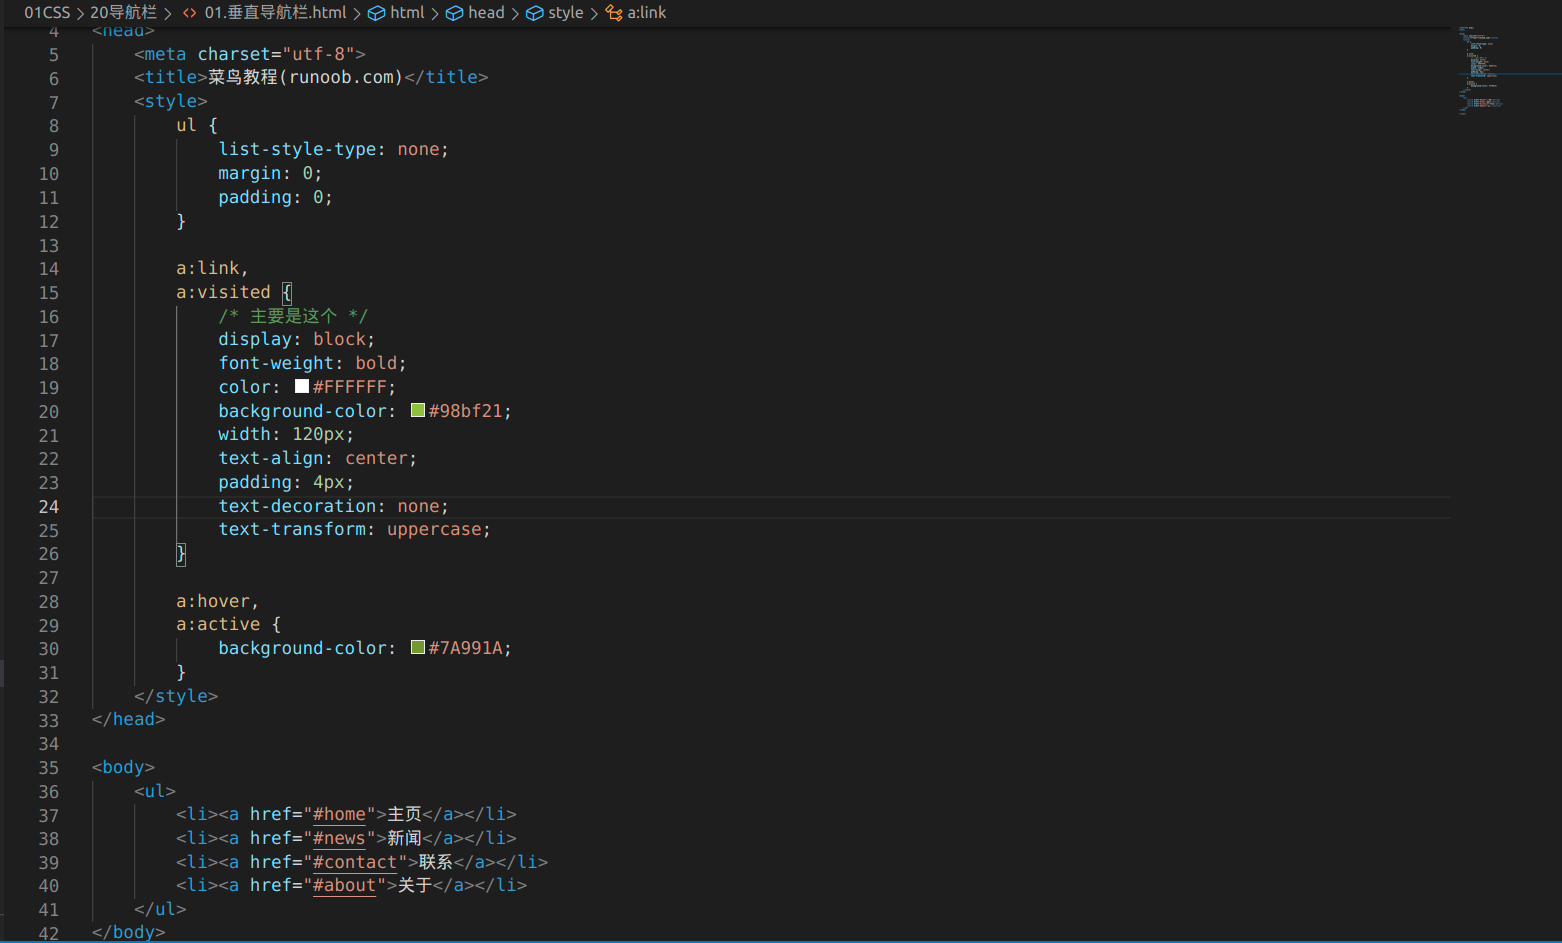 01CSS > 20导航栏 > <> 01.垂直导航栏.html > html > head > style > a:link
4 <head>
5 <meta charset="utf-8">
6 <title>菜鸟教程(runoob.com)</title>
7 <style>
8 ul {
9 list-style-type: none;
10 margin: 0;
11 padding: 0;
12 }
13
14 a:link,
15 a:visited {
16 /* 主要是这个 */
17 display: block;
18 font-weight: bold;
19 color: #FFFFFF;
20 background-color: #98bf21;
21 width: 120px;
22 text-align: center;
23 padding: 4px;
24 text-decoration: none;
25 text-transform: uppercase;
26 }
27
28 a:hover,
29 a:active {
30 background-color: #7A991A;
31 }
32 </style>
33 </head>
34
35 <body>
36 <ul>
37 <li><a href="#home">主页</a></li>
38 <li><a href="#news">新闻</a></li>
39 <li><a href="#contact">联系</a></li>
40 <li><a href="#about">关于</a></li>
41 </ul>
42 </body>